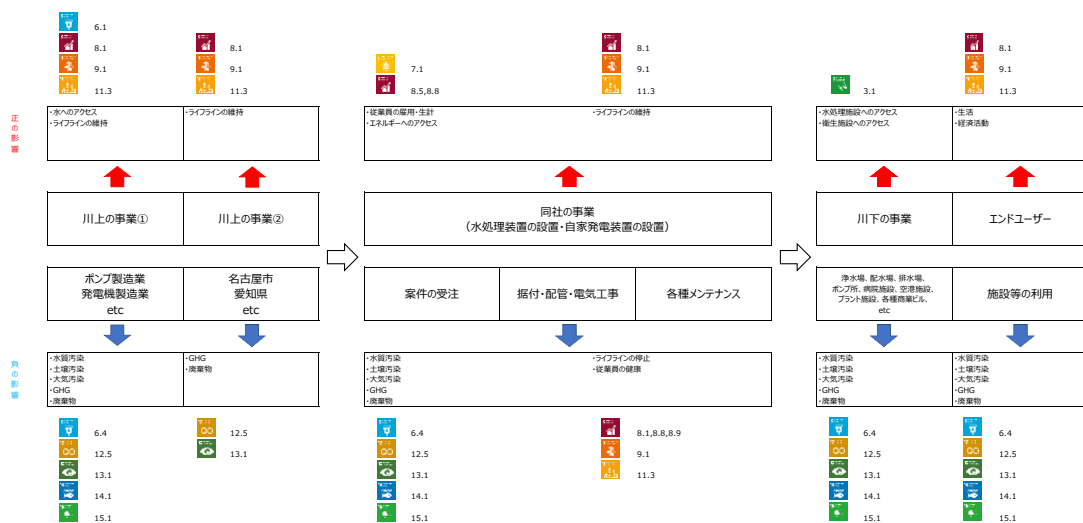 6.1
8.1
9.1
11.3
8.1
9.1
11.3
7.1
8.5,8.8
8.1
9.1
11.3
3.1
8.1
9.1
11.3
正の影響
・水へのアクセス
・ライフラインの維持
・ライフラインの維持
・従業員の雇用・生計
・エネルギーへのアクセス
・ライフラインの維持
・水処理施設へのアクセス
・衛生施設へのアクセス
・生活
・経済活動
川上の事業①
川上の事業②
同社の事業
（水処理装置の設置・自家発電装置の設置）
川下の事業
エンドユーザー
ポンプ製造業
発電機製造業
etc
名古屋市
愛知県
etc
案件の受注
据付・配管・電気工事
各種メンテナンス
浄水場、配水場、排水場、
ポンプ所、病院施設、空港施設、
プラント施設、各種商業ビル、
etc
施設等の利用
負の影響
・水質汚染
・土壌汚染
・大気汚染
・GHG
・廃棄物
・GHG
・廃棄物
・水質汚染
・土壌汚染
・大気汚染
・GHG
・廃棄物
・ライフラインの停止
・従業員の健康
・水質汚染
・土壌汚染
・大気汚染
・GHG
・廃棄物
・水質汚染
・土壌汚染
・大気汚染
・GHG
・廃棄物
6.4
12.5
13.1
14.1
15.1
12.5
13.1
6.4
12.5
13.1
14.1
15.1
8.1,8.8,8.9
9.1
11.3
6.4
12.5
13.1
14.1
15.1
6.4
12.5
13.1
14.1
15.1